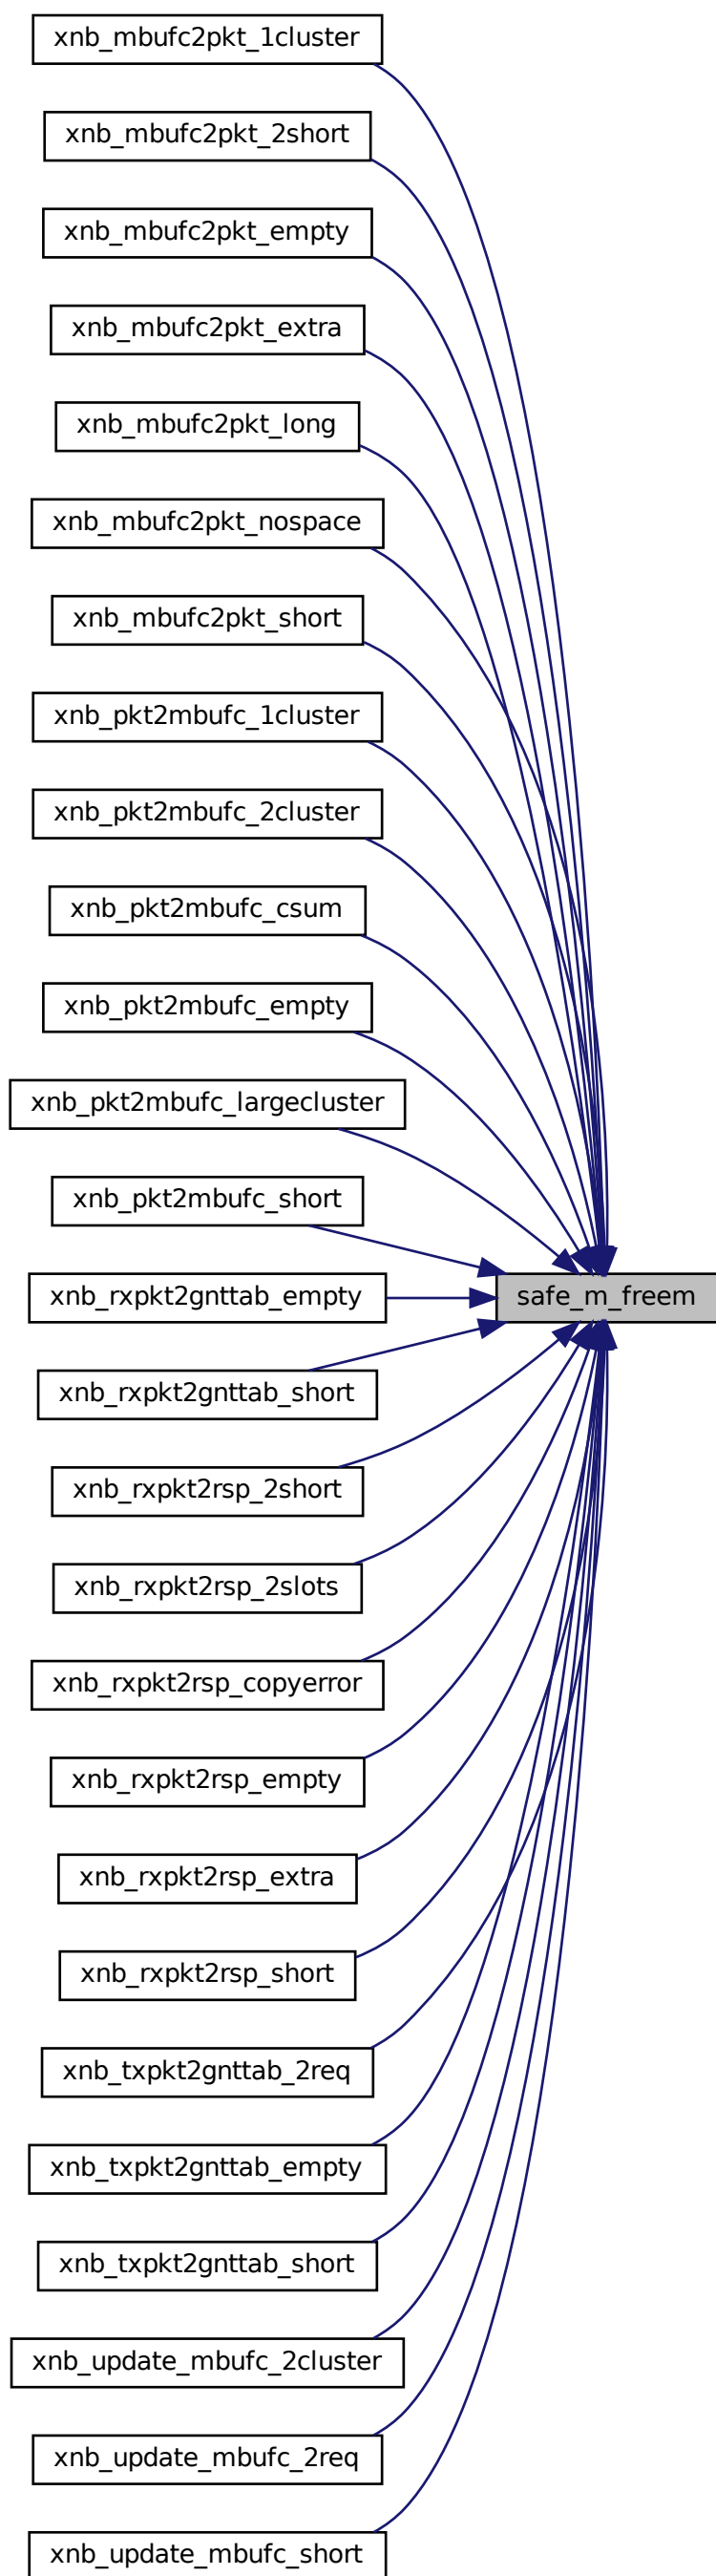 xnb_mbufc2pkt_1cluster
xnb_mbufc2pkt_2short
xnb_mbufc2pkt_empty
xnb_mbufc2pkt_extra
xnb_mbufc2pkt_long
xnb_mbufc2pkt_nospace
xnb_mbufc2pkt_short
xnb_pkt2mbufc_1cluster
xnb_pkt2mbufc_2cluster
xnb_pkt2mbufc_csum
xnb_pkt2mbufc_empty
xnb_pkt2mbufc_largecluster
xnb_pkt2mbufc_short
xnb_rxpkt2gnttab_empty
safe_m_freem
xnb_rxpkt2gnttab_short
xnb_rxpkt2rsp_2short
xnb_rxpkt2rsp_2slots
xnb_rxpkt2rsp_copyerror
xnb_rxpkt2rsp_empty
xnb_rxpkt2rsp_extra
xnb_rxpkt2rsp_short
xnb_txpkt2gnttab_2req
xnb_txpkt2gnttab_empty
xnb_txpkt2gnttab_short
xnb_update_mbufc_2cluster
xnb_update_mbufc_2req
xnb_update_mbufc_short